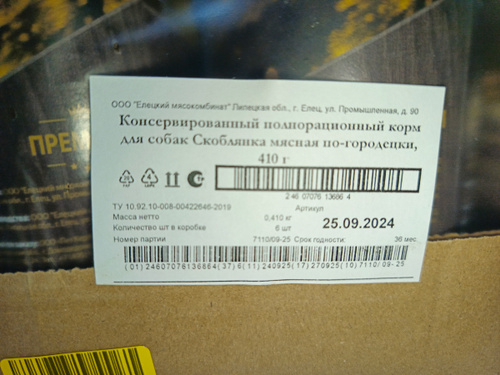 ООО "Елецкий мясокомбинат" Липецкая обл., г. Елец, ул. Промышленная, д. 90
Консервированный полнорационный корм
для собак Скоблянка мясная по-городецки,
410 г
2 46 07076 13686 4
ТУ 10.92.10-008-00422646-2019
Артикул
Масса нетто 0,410 кг
Количество шт в коробке 6 шт
25.09.2024
Номер партии 7110/09-25 Срок годности: 36 мес.
(01)24607078136864(37)6(11)240925(17)270925(10)7110/09-25
ПРЕМ